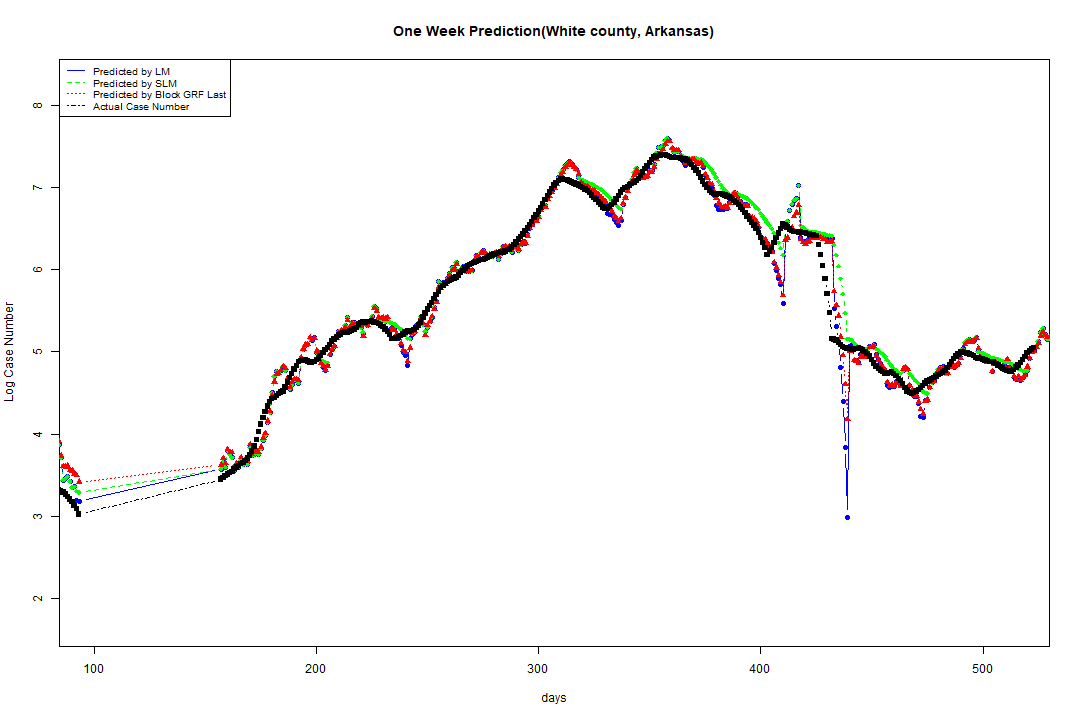 One Week Prediction(White county, Arkansas)
Predicted by LM
Predicted by SLM
Predicted by Block GRF Last
Actual Case Number
8
7
6
5
4
3
2
Log Case Number
100 200 300 400 500
days